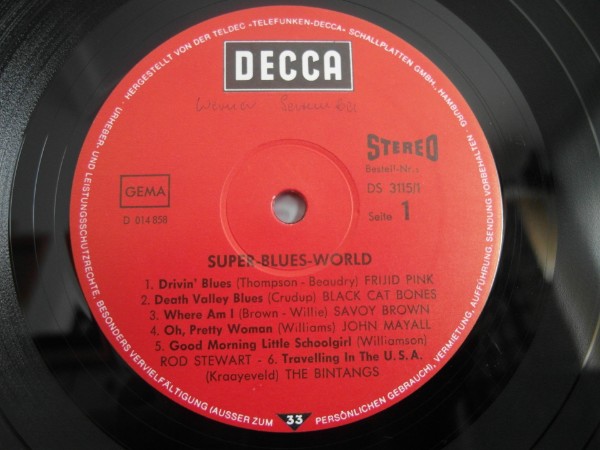 URHEBER- UND LEISTUNGSSCHUTZRECHTE, BESONDERS VERVIELFÄLTIGUNG (AUSSER ZUM PERSÖNLICHEN GEBRAUCH), VERMIETUNG, AUFFÜHRUNG, SENDUNG VORBEHALTEN
· HERGESTELLT VON DER TELDEC »TELEFUNKEN-DECCA« SCHALLPLATTEN GMBH., HAMBURG ·
DECCA
STEREO
Bestell-Nr.:
GEMA
DS 3115/1
D 014 858
Seite 1
SUPER-BLUES-WORLD
1. Drivin' Blues (Thompson - Beaudry) FRIJID PINK
2. Death Valley Blues (Crudup) BLACK CAT BONES
3. Where Am I (Brown - Willie) SAVOY BROWN
4. Oh, Pretty Woman (Williams) JOHN MAYALL
5. Good Morning Little Schoolgirl (Williamson)
ROD STEWART - 6. Travelling In The U.S.A.
(Kraayeveld) THE BINTANGS
33